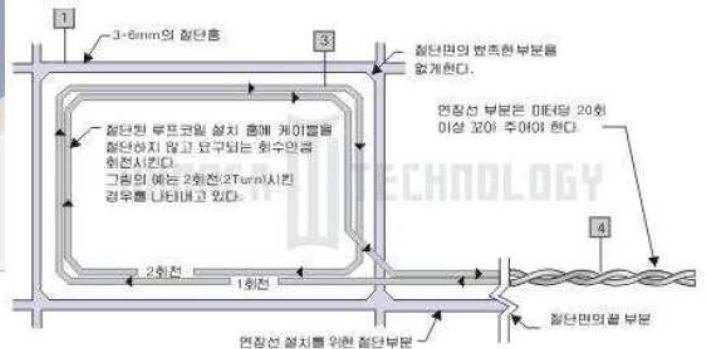 1
3-6mm의 절단홈
3
절단면의 뾰족한 부분을
없게한다.
연장선 부분은 미터당 20회
이상 꼬아 주어야 한다.
절단된 루프코일 설치 홈에 케이블을
절단하지 않고 요구되는 회수만큼
회전시킨다
그림의 예는 2회전(2Turn)시킨
경우를 나타내고 있다.
TECHNOLOGY
4
2회전
1회전
절단면의 끝 부분
연장선 설치를 위한 절단부분